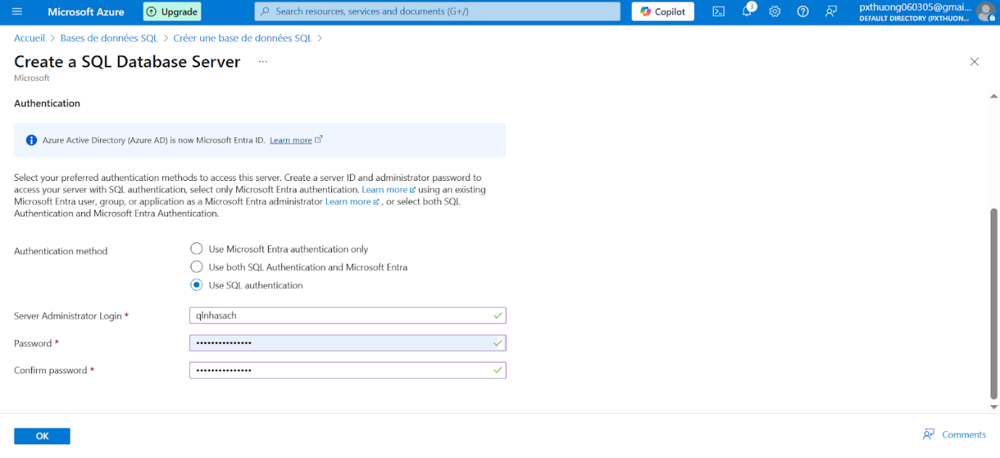 Microsoft Azure
Upgrade
Search resources, services and documents (G+/)
Copilot
3
pxthuong060305@gmai...
DEFAULT DIRECTORY (PXTHUON...
Accueil > Bases de données SQL > Créer une base de données SQL >
Create a SQL Database Server ...
Microsoft
Authentication
Azure Active Directory (Azure AD) is now Microsoft Entra ID. Learn more
Select your preferred authentication methods to access this server. Create a server ID and administrator password to
access your server with SQL authentication, select only Microsoft Entra authentication. Learn more using an existing
Microsoft Entra user, group, or application as a Microsoft Entra administrator Learn more , or select both SQL
Authentication and Microsoft Entra Authentication.
Authentication method
Use Microsoft Entra authentication only
Use both SQL Authentication and Microsoft Entra
Use SQL authentication
Server Administrator Login *
qlnhasach
Password *
•••••••••••••••
Confirm password *
•••••••••••••••
OK
Comments